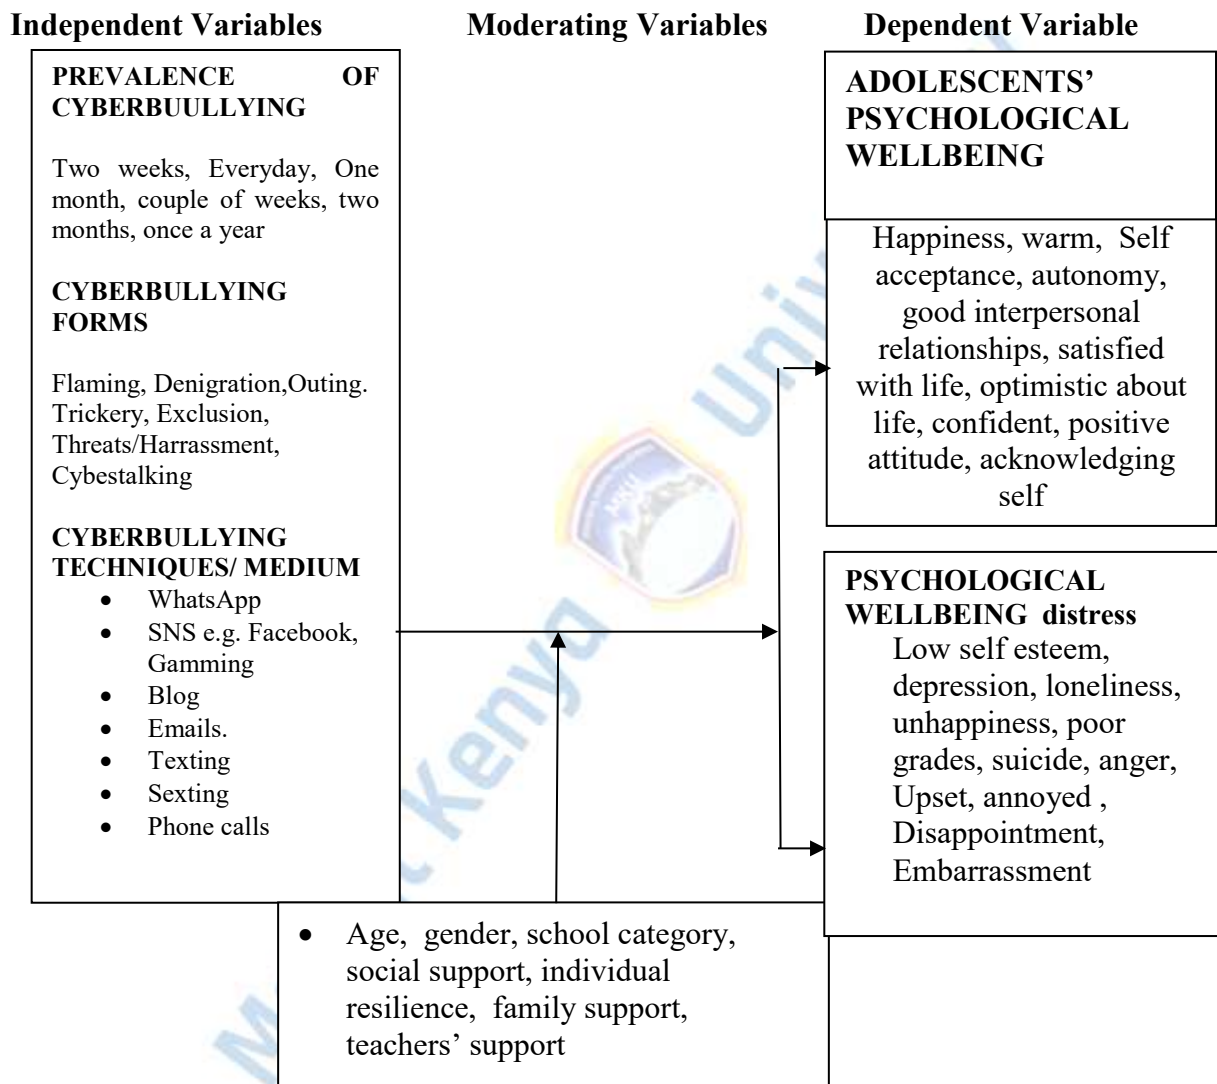 Independent Variables
Moderating Variables
Dependent Variable
PREVALENCE OF
CYBERBUULLYING
Two weeks, Everyday, One
month, couple of weeks, two
months, once a year
CYBERBULLYING
FORMS
Flaming, Denigration,Outing.
Trickery, Exclusion,
Threats/Harrassment,
Cybestalking
CYBERBULLYING
TECHNIQUES/ MEDIUM
• WhatsApp
• SNS e.g. Facebook,
Gamming
• Blog
• Emails.
• Texting
• Sexting
• Phone calls
• Age, gender, school category,
social support, individual
resilience, family support,
teachers’ support
ADOLESCENTS’
PSYCHOLOGICAL
WELLBEING
Happiness, warm, Self
acceptance, autonomy,
good interpersonal
relationships, satisfied
with life, optimistic about
life, confident, positive
attitude, acknowledging
self
PSYCHOLOGICAL
WELLBEING distress
Low self esteem,
depression, loneliness,
unhappiness, poor
grades, suicide, anger,
Upset, annoyed ,
Disappointment,
Embarrassment
Kenya